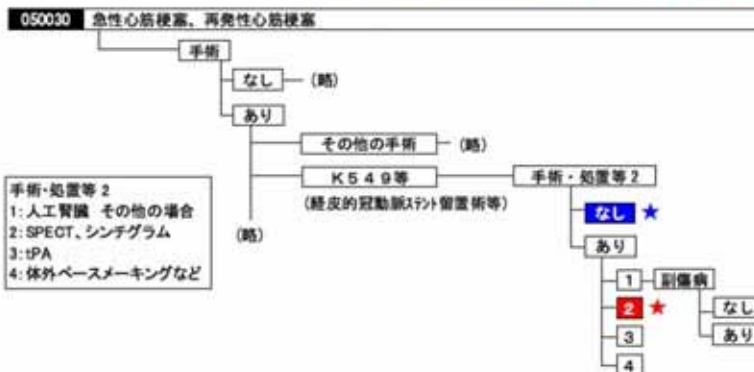 050030 急性心筋梗塞、再発性心筋梗塞
手術
なし (略)
あり
その他の手術 (略)
K549等 手術・処置等2
(経皮的冠動脈ステント留置術等)
なし ★
(略)
あり
1 副傷病
なし
2 ★
あり
3
4
手術・処置等2
1:人工腎臓 その他の場合
2:SPECT、シンチグラム
3:tPA
4:体外ペースメーキングなど